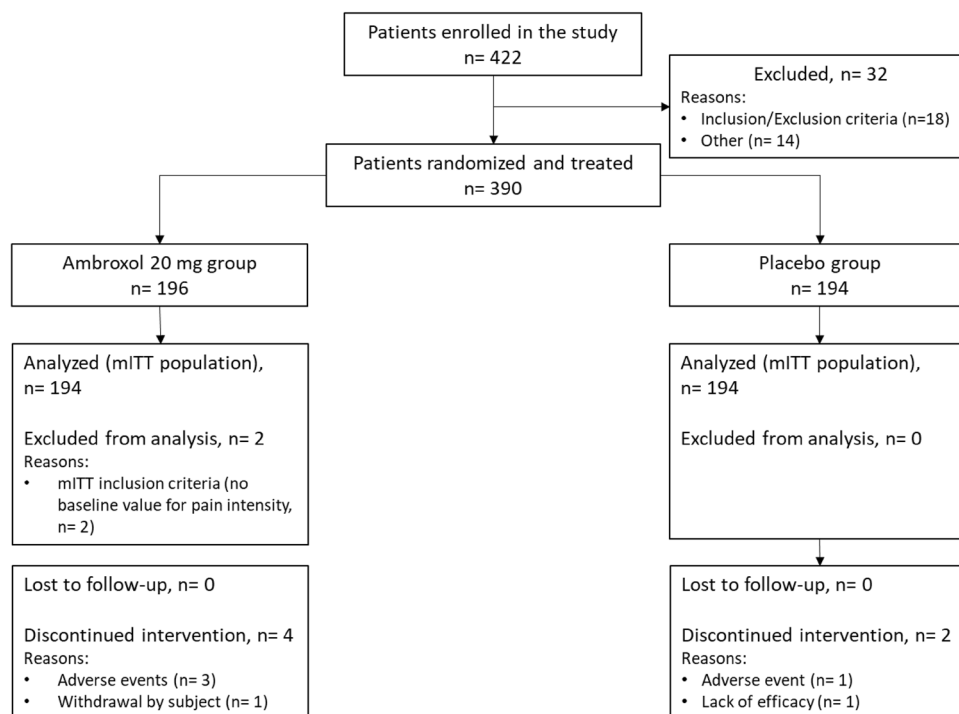 Patients enrolled in the study
n= 422
Excluded, n= 32
Reasons:
• Inclusion/Exclusion criteria (n=18)
• Other (n= 14)
Patients randomized and treated
n= 390
Ambroxol 20 mg group
n= 196
Placebo group
n= 194
Analyzed (mITT population),
n= 194
Excluded from analysis, n= 2
Reasons:
• mITT inclusion criteria (no
baseline value for pain intensity,
n= 2)
Analyzed (mITT population),
n= 194
Excluded from analysis, n= 0
Lost to follow-up, n= 0
Discontinued intervention, n= 4
Reasons:
• Adverse events (n= 3)
• Withdrawal by subject (n= 1)
Lost to follow-up, n= 0
Discontinued intervention, n= 2
Reasons:
• Adverse event (n= 1)
• Lack of efficacy (n= 1)